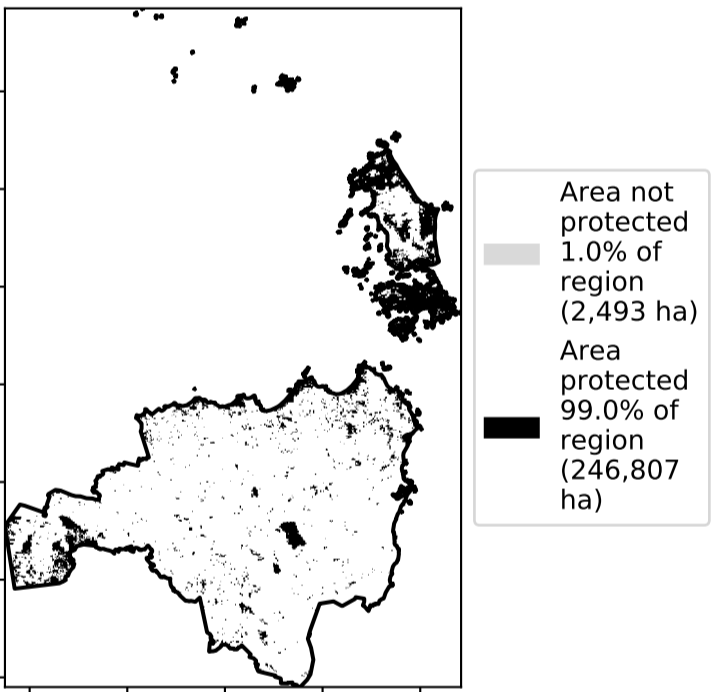 Area not
protected
1.0% of
region
(2,493 ha)
Area
protected
99.0% of
region
(246,807
ha)